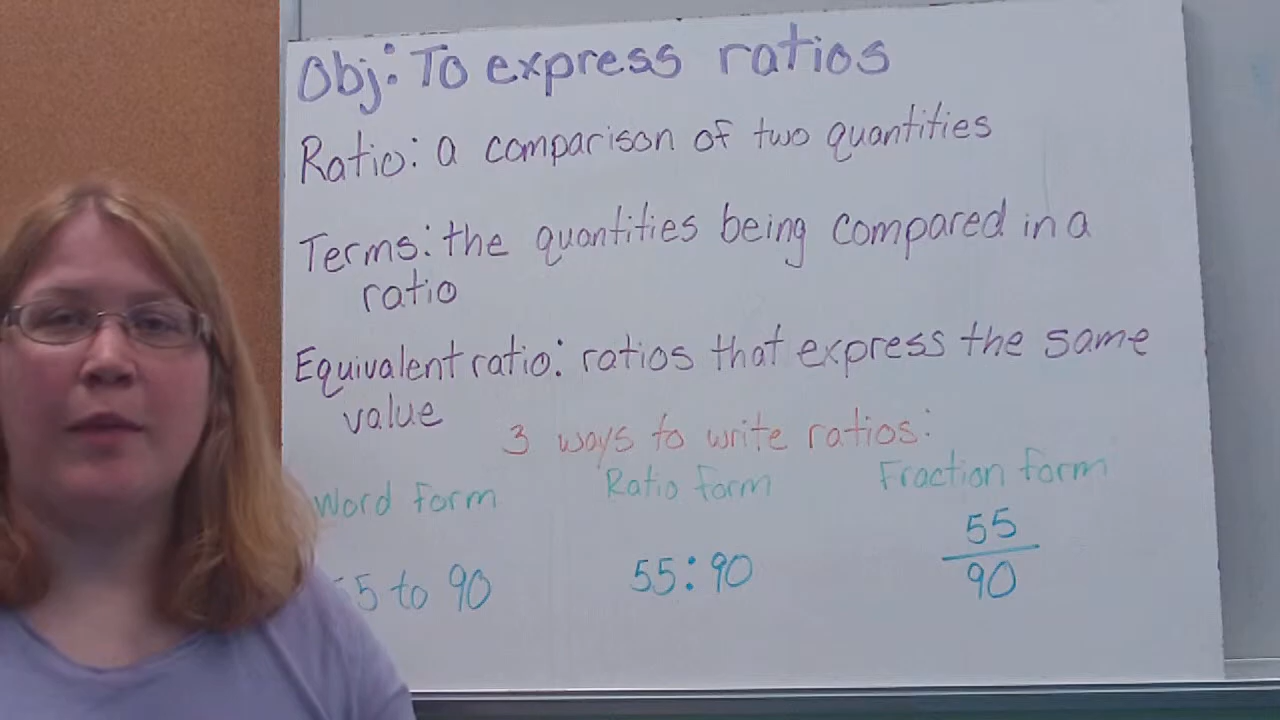 Obj: To express ratios
Ratio: a comparison of two quantities
Terms: the quantities being compared in a
ratio
Equivalent ratio: ratios that express the same
value
3 ways to write ratios:
Word form Ratio form Fraction form
55 to 90 55:90 55
90